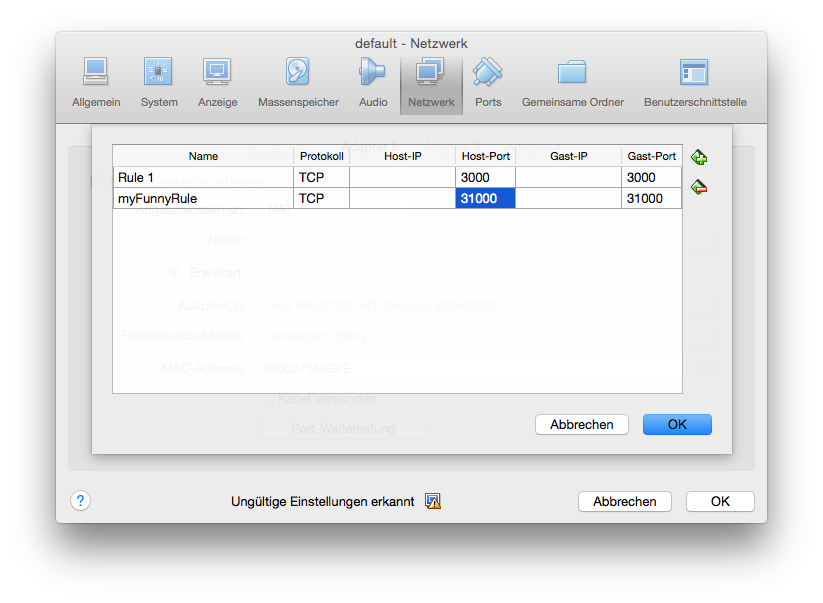 default - Netzwerk
Allgemein System Anzeige Massenspeicher Audio Netzwerk Ports Gemeinsame Ordner Benutzerschnittstelle
Name Protokoll Host-IP Host-Port Gast-IP Gast-Port
Rule 1 TCP 3000 3000
myFunnyRule TCP 31000 31000
Angeschlossen an: NAT
Name:
Erweitert
Adaptertyp: Intel PRO/1000 MT Desktop (82540EM)
Promiscuous-Modus: verweigern (deny)
MAC-Adresse: 080027550EFE
Kabel verbunden
Port-Weiterleitung
Abbrechen OK
? Ungültige Einstellungen erkannt Abbrechen OK